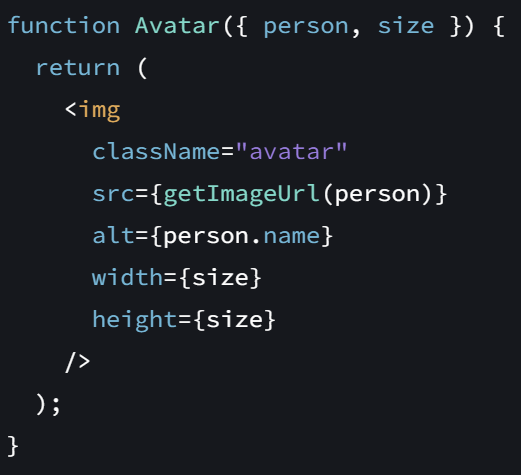 function Avatar({ person, size }) {
  return (
    <img
      className="avatar"
      src={getImageUrl(person)}
      alt={person.name}
      width={size}
      height={size}
    />
  );
}